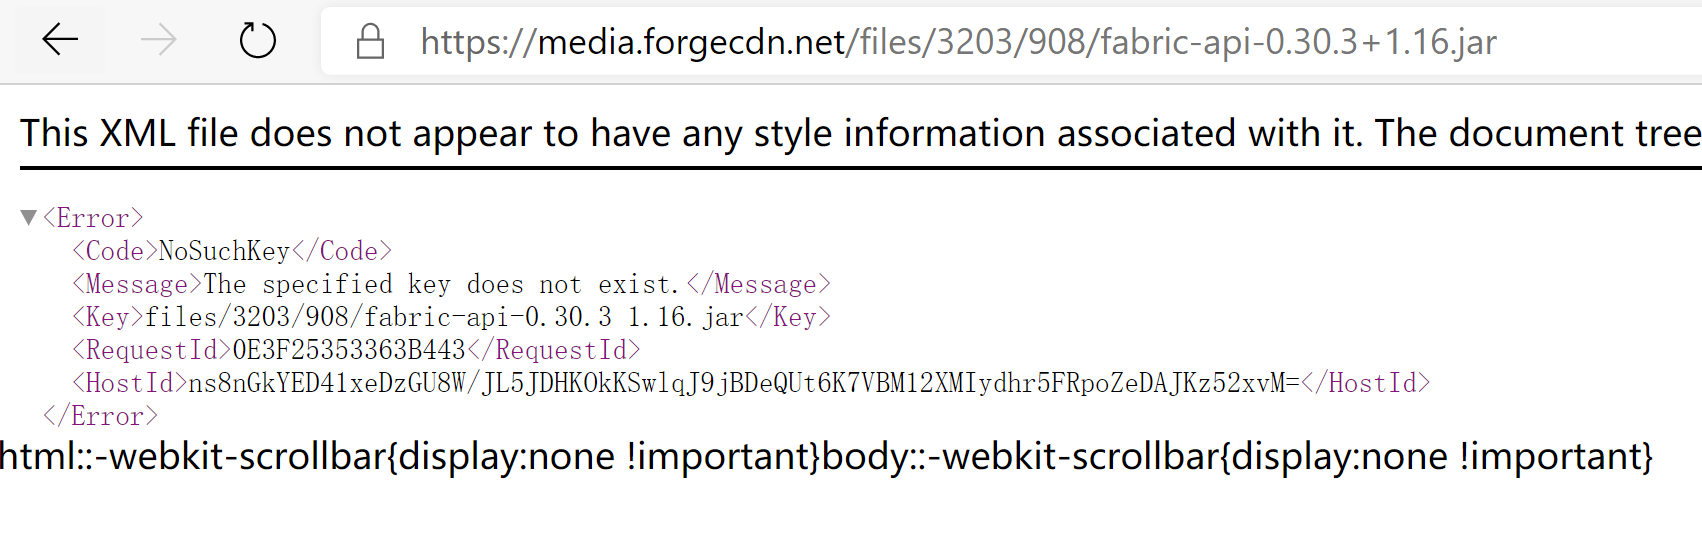 https://media.forgecdn.net/files/3203/908/fabric-api-0.30.3+1.16.jar
This XML file does not appear to have any style information associated with it. The document tree
<Error>
<Code>NoSuchKey</Code>
<Message>The specified key does not exist.</Message>
<Key>files/3203/908/fabric-api-0.30.3 1.16.jar</Key>
<RequestId>0E3F25353363B443</RequestId>
<HostId>ns8nGkYED41xeDzGU8W/JL5JDHKOkKSwlqJ9jBDeQUt6K7VBM12XMIydhr5FRpoZeDAJKz52xvM=</HostId>
</Error>
html::-webkit-scrollbar{display:none !important}body::-webkit-scrollbar{display:none !important}